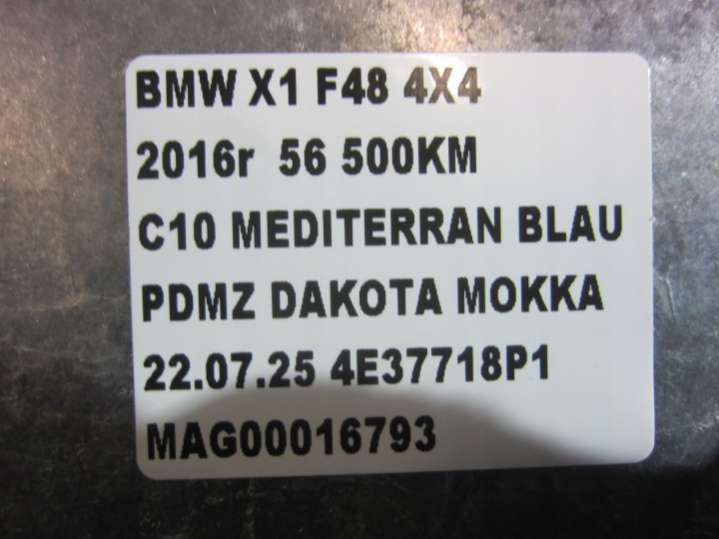 BMW X1 F48 4X4
2016r 56 500KM
C10 MEDITERRAN BLAU
PDMZ DAKOTA MOKKA
22.07.25 4E37718P1
MAG00016793